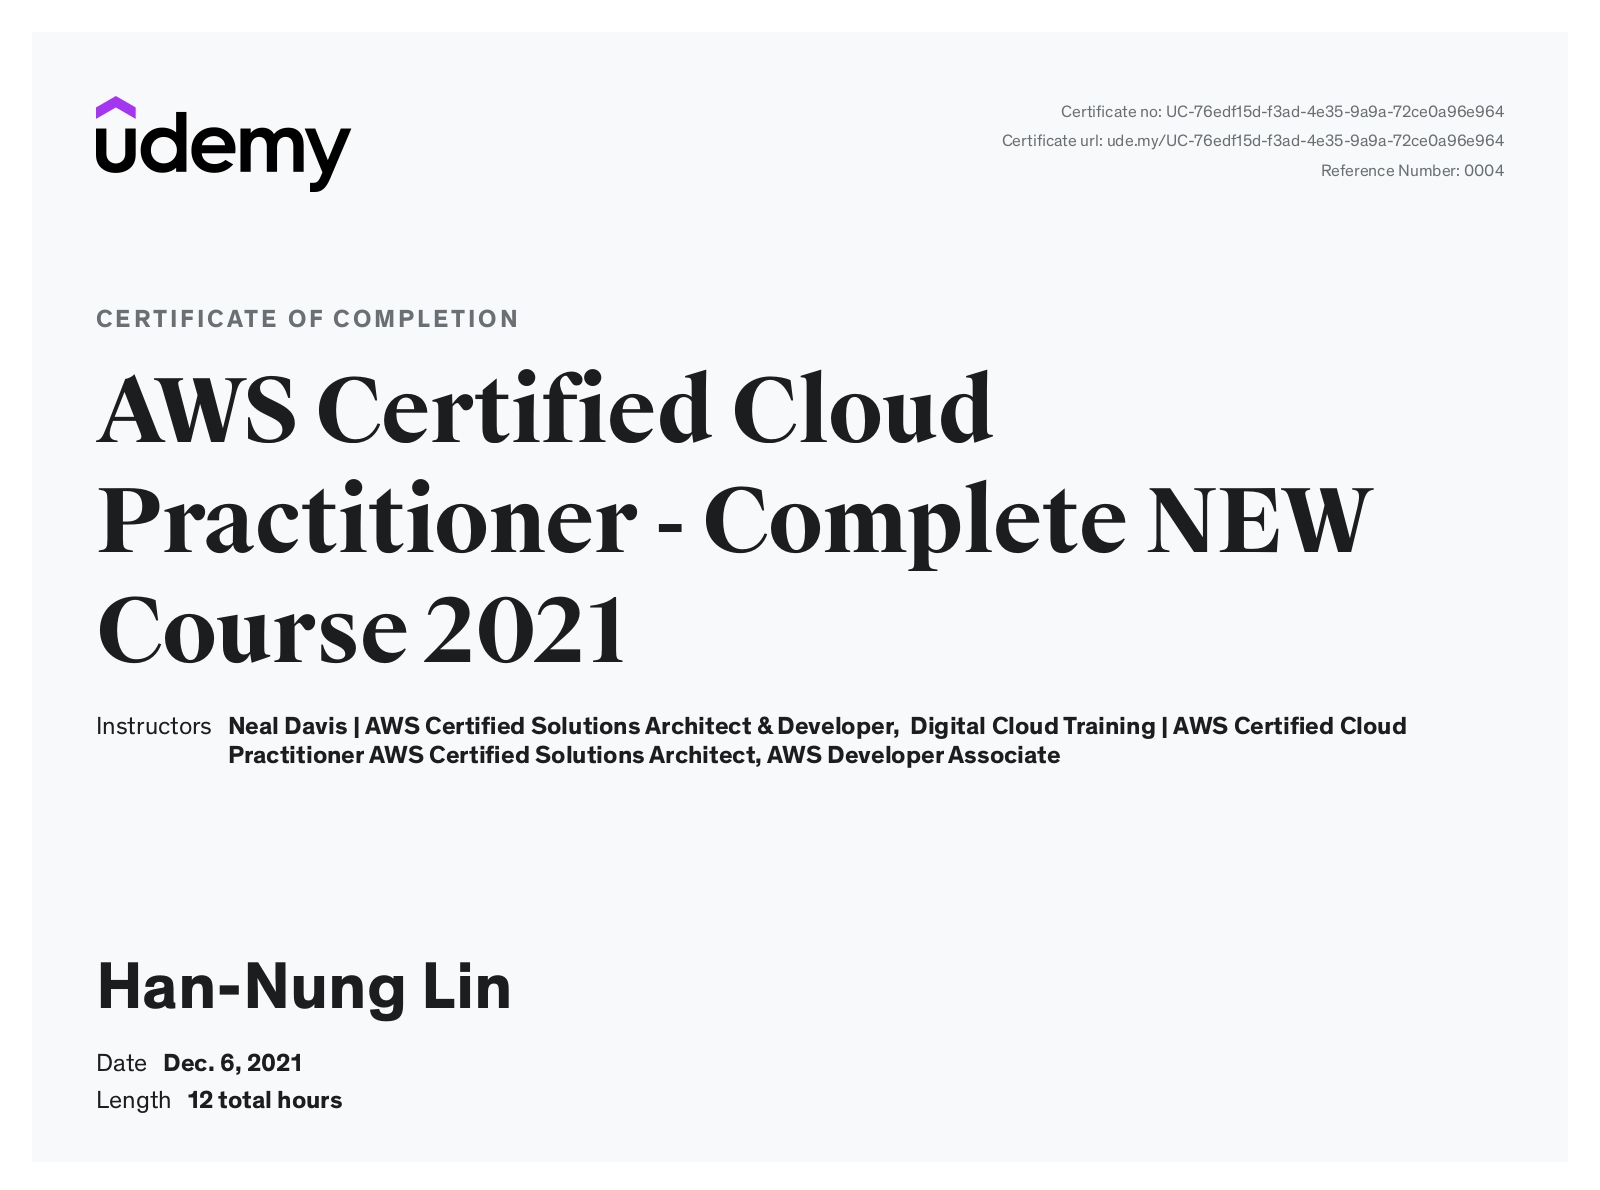 udemy
Certificate no: UC-76edf15d-f3ad-4e35-9a9a-72ce0a96e964
Certificate url: ude.my/UC-76edf15d-f3ad-4e35-9a9a-72ce0a96e964
Reference Number: 0004
CERTIFICATE OF COMPLETION
AWS Certified Cloud
Practitioner - Complete NEW
Course 2021
Instructors Neal Davis | AWS Certified Solutions Architect & Developer, Digital Cloud Training | AWS Certified Cloud
Practitioner AWS Certified Solutions Architect, AWS Developer Associate
Han-Nung Lin
Date Dec. 6, 2021
Length 12 total hours